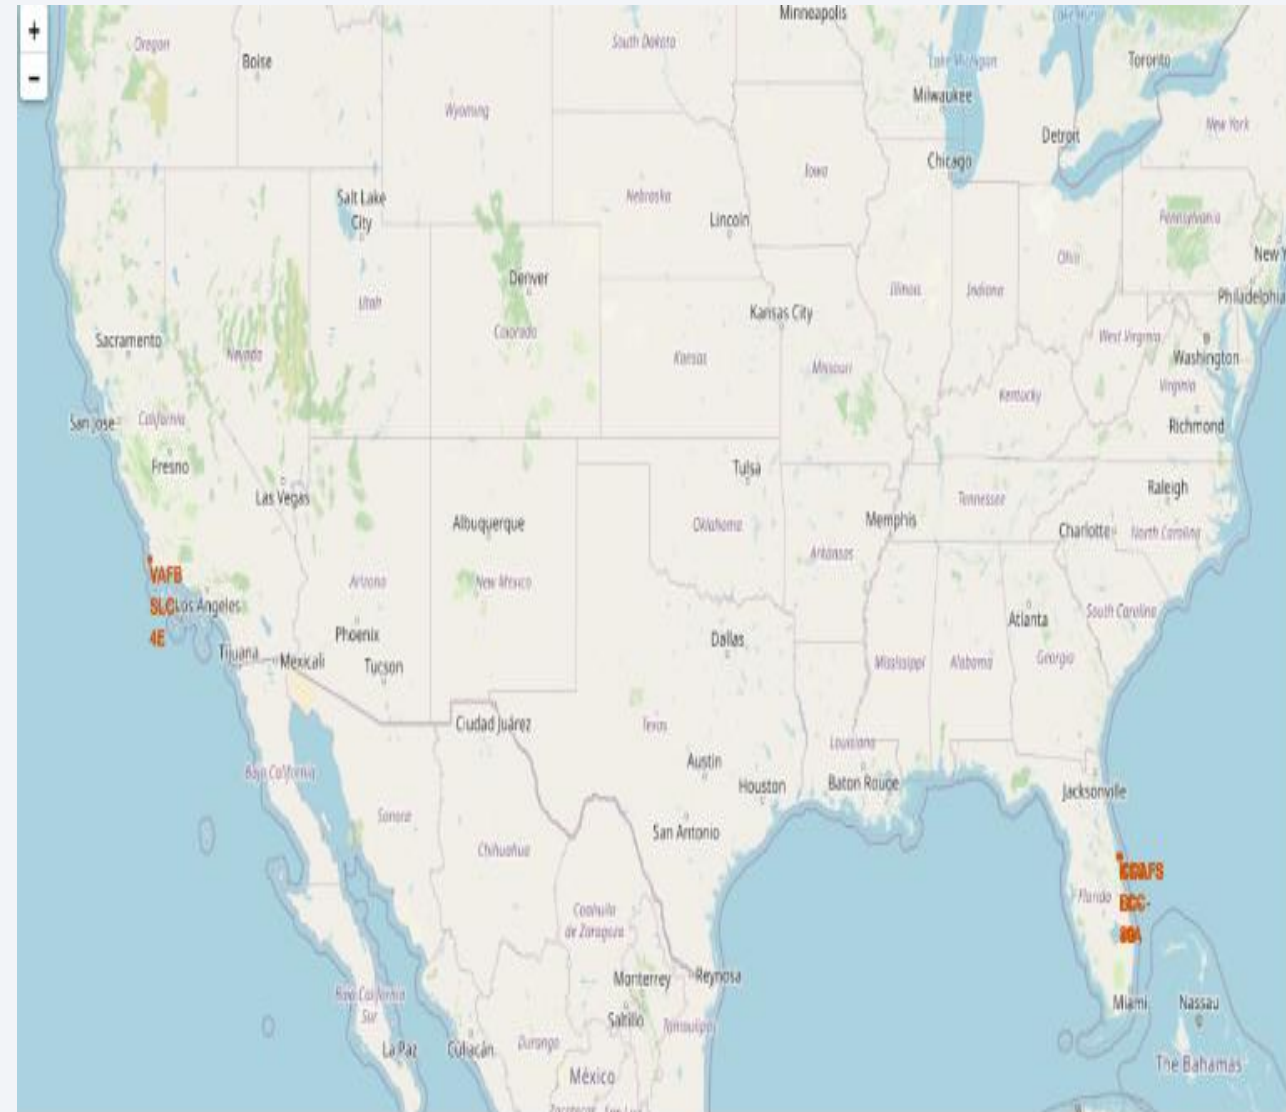 +
−
Oregon
Boise
Wyoming
South Dakota
Minneapolis
Lake Michigan
Milwaukee
Lake Huron
Toronto
Detroit
New York
Chicago
Iowa
Nebraska
Lincoln
Salt Lake
City
Pennsylvania
Ohio
New Y
Denver
Utah
Colorado
Kansas City
Illinois
Indiana
Philadelphia
Sacramento
Nevada
Kansas
Missouri
West Virginia
Washington
Virginia
Kentucky
San Jose
California
Richmond
Fresno
Las Vegas
Tulsa
Raleigh
Tennessee
Albuquerque
Oklahoma
Memphis
Charlotte
North Carolina
Arkansas
VAFB
SLC
4E
Los Angeles
Arizona
New Mexico
Atlanta
South Carolina
Phoenix
Dallas
Tijuana
Mexicali
Tucson
Mississippi
Alabama
Georgia
Ciudad Juárez
Texas
Louisiana
Austin
Houston
Baton Rouge
Jacksonville
Baja California
Sonora
Chihuahua
San Antonio
Florida
Coahuila
de Zaragoza
Monterrey
Reynosa
Baja California
Sur
Saltillo
Tamaulipas
Miami
Nassau
La Paz
Culiacán
Durango
México
The Bahamas
Zacatecas